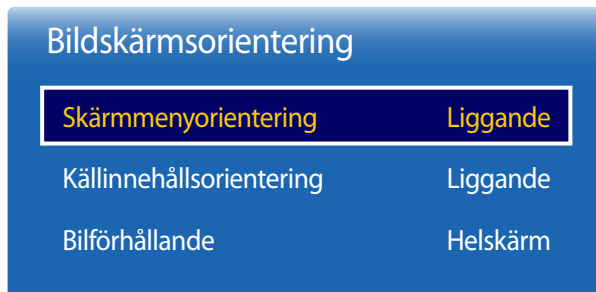 Bildskärmsorientering
Skärmmenyorientering Liggande
Källinnehållsorientering Liggande
Bilförhållande Helskärm